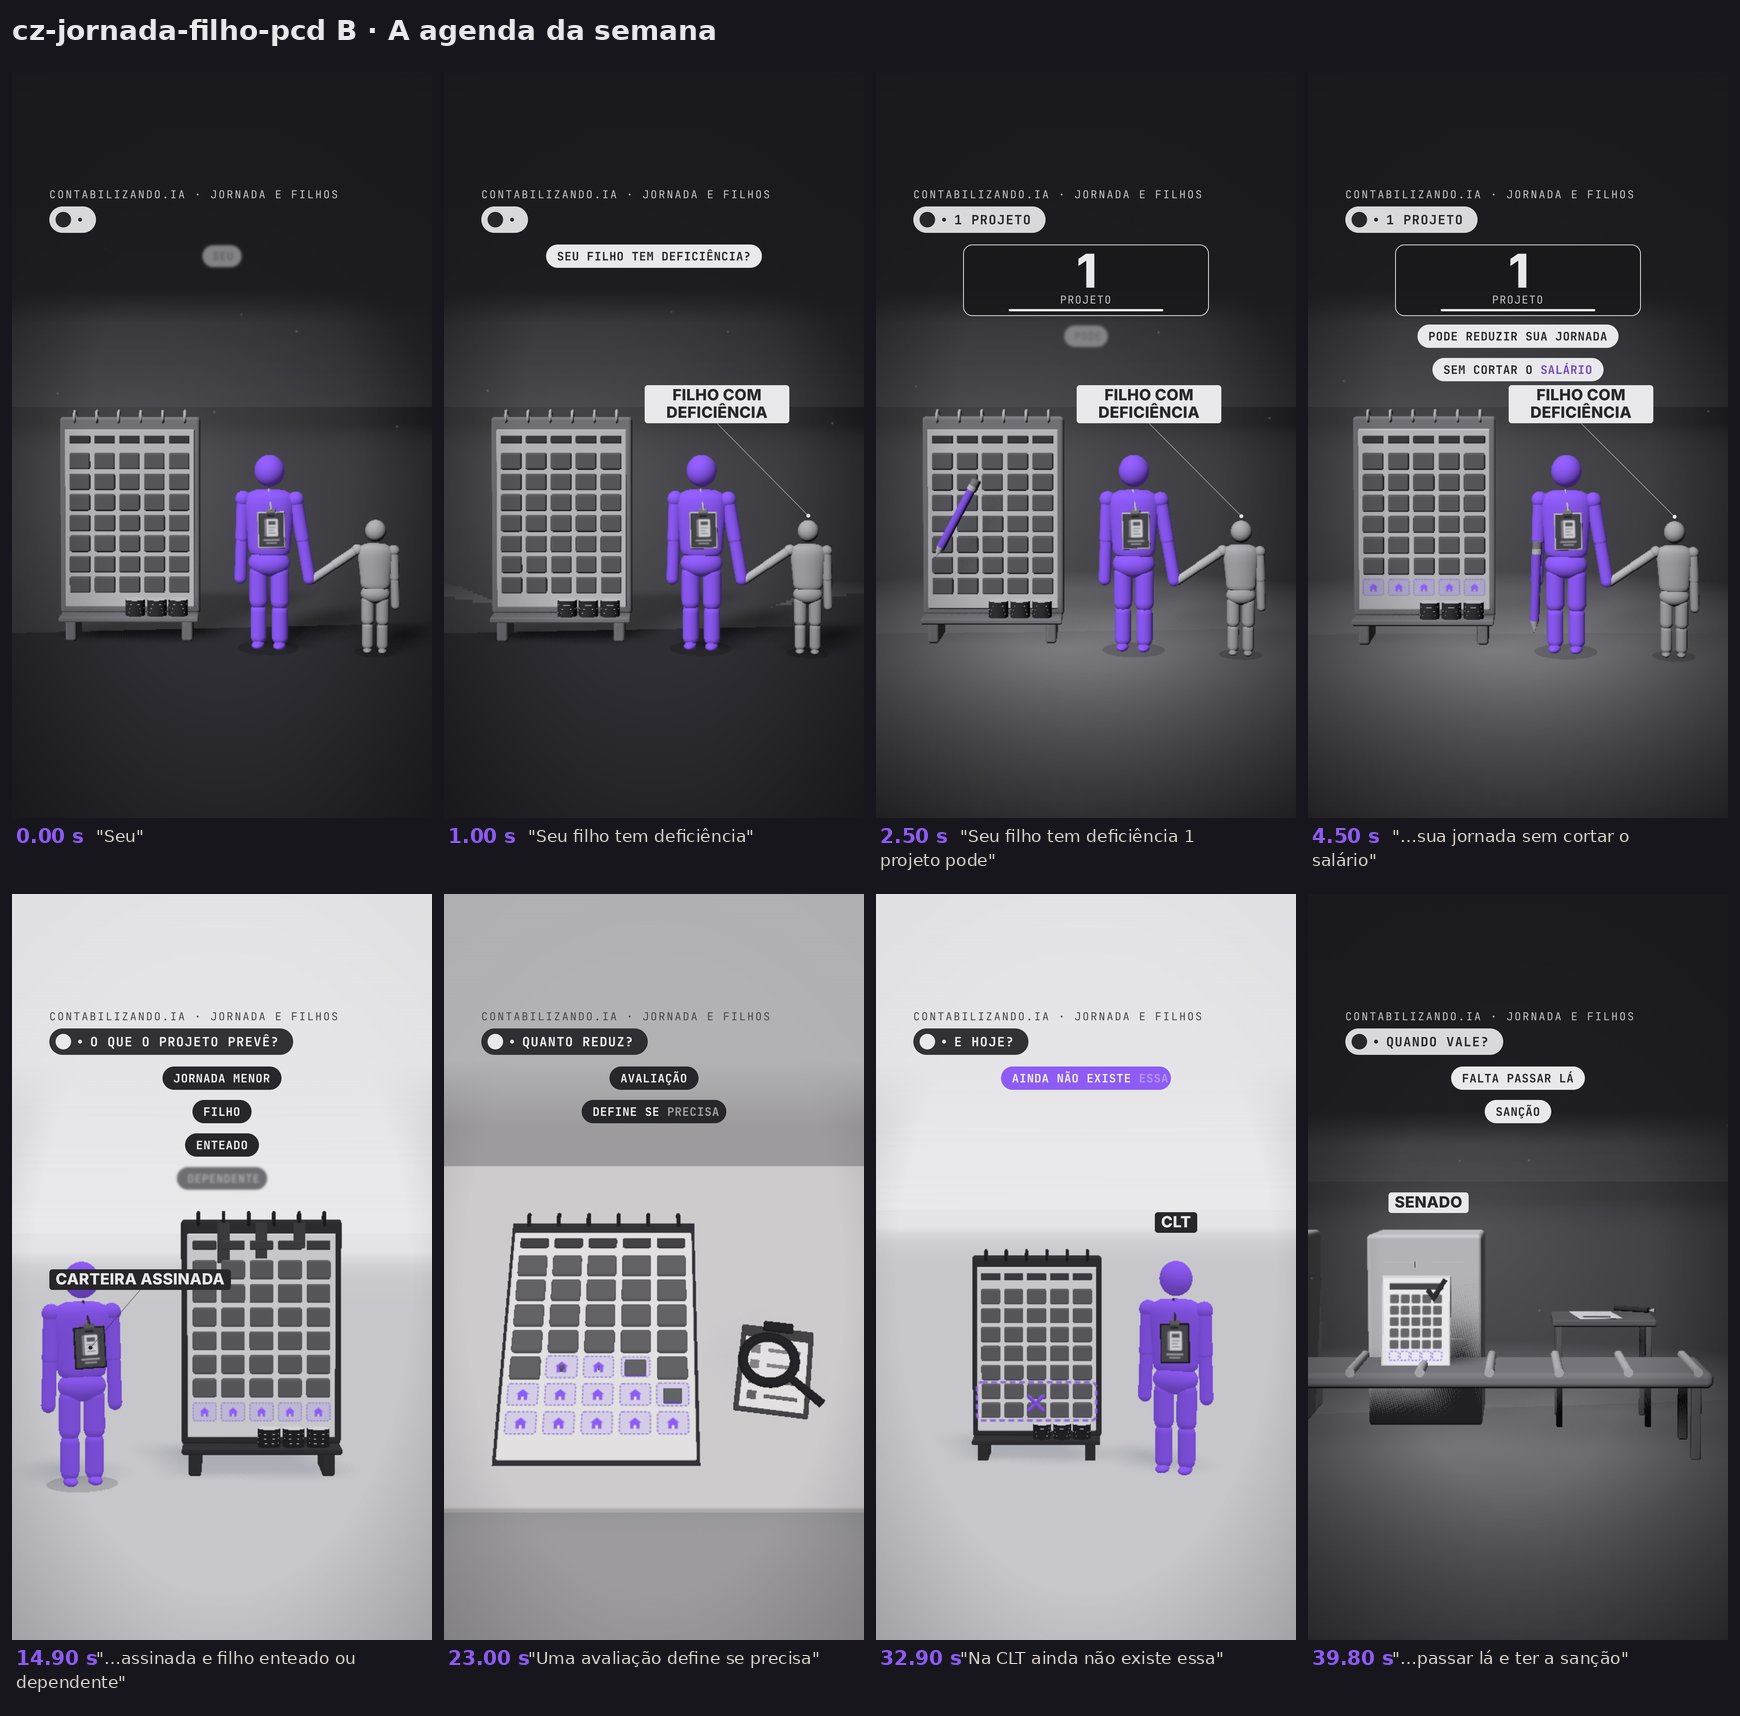 cz-jornada-filho-pcd B · A agenda da semana
CONTABILIZANDO.IA · JORNADA E FILHOS
SEU
0.00 s "Seu"
CONTABILIZANDO.IA · JORNADA E FILHOS
SEU FILHO TEM DEFICIÊNCIA?
FILHO COM
DEFICIÊNCIA
1.00 s "Seu filho tem deficiência"
CONTABILIZANDO.IA · JORNADA E FILHOS
• 1 PROJETO
1
PROJETO
PODE
FILHO COM
DEFICIÊNCIA
2.50 s "Seu filho tem deficiência 1
projeto pode"
CONTABILIZANDO.IA · JORNADA E FILHOS
• 1 PROJETO
1
PROJETO
PODE REDUZIR SUA JORNADA
SEM CORTAR O SALÁRIO
FILHO COM
DEFICIÊNCIA
4.50 s "...sua jornada sem cortar o
salário"
CONTABILIZANDO.IA · JORNADA E FILHOS
• O QUE O PROJETO PREVÊ?
JORNADA MENOR
FILHO
ENTEADO
DEPENDENTE
CARTEIRA ASSINADA
14.90 s "...assinada e filho enteado ou
dependente"
CONTABILIZANDO.IA · JORNADA E FILHOS
• QUANTO REDUZ?
AVALIAÇÃO
DEFINE SE PRECISA
23.00 s "Uma avaliação define se precisa"
CONTABILIZANDO.IA · JORNADA E FILHOS
• E HOJE?
AINDA NÃO EXISTE ESSA
CLT
32.90 s "Na CLT ainda não existe essa"
CONTABILIZANDO.IA · JORNADA E FILHOS
• QUANDO VALE?
FALTA PASSAR LÁ
SANÇÃO
SENADO
39.80 s "...passar lá e ter a sanção"